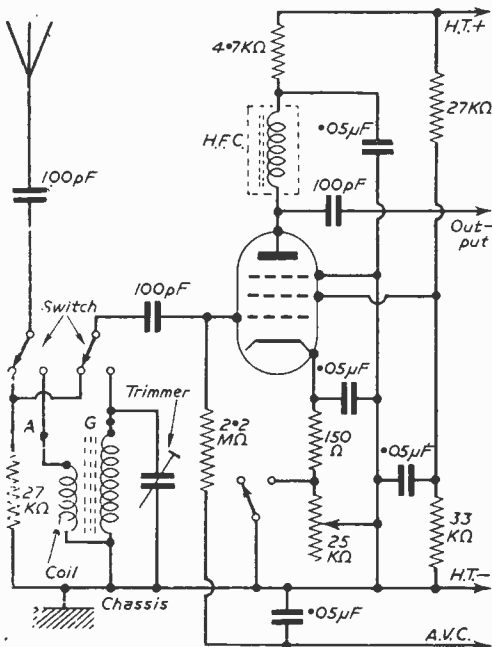 4·7KΩ
H.T.+
27KΩ
·05µF
H.F.C.
100pF
100pF
Out-
put
100pF
Switch
·05µF
Trimmer
A
G
2·2
MΩ
150
Ω
·05µF
27
KΩ
25
KΩ
33
KΩ
Coil
Chassis
H.T.-
·05µF
A.V.C.